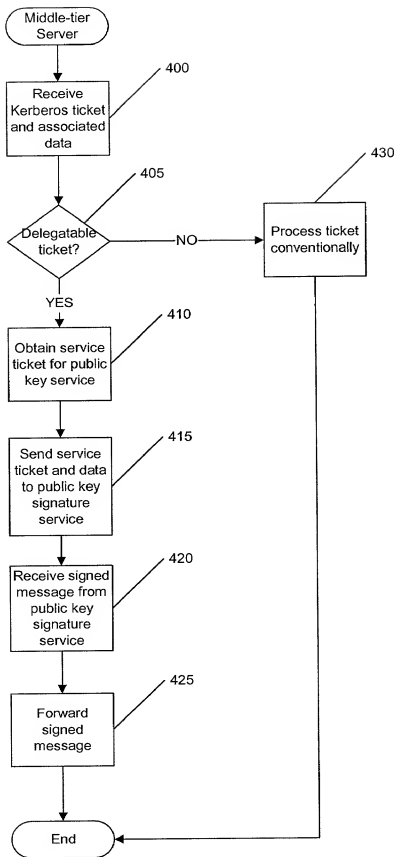 Middle-tier
Server
400
Receive
Kerberos ticket
and associated
data
405
430
Delegatable
ticket?
NO
Process ticket
conventionally
YES
410
Obtain service
ticket for public
key service
415
Send service
ticket and data
to public key
signature
service
420
Receive signed
message from
public key
signature
service
425
Forward
signed
message
End